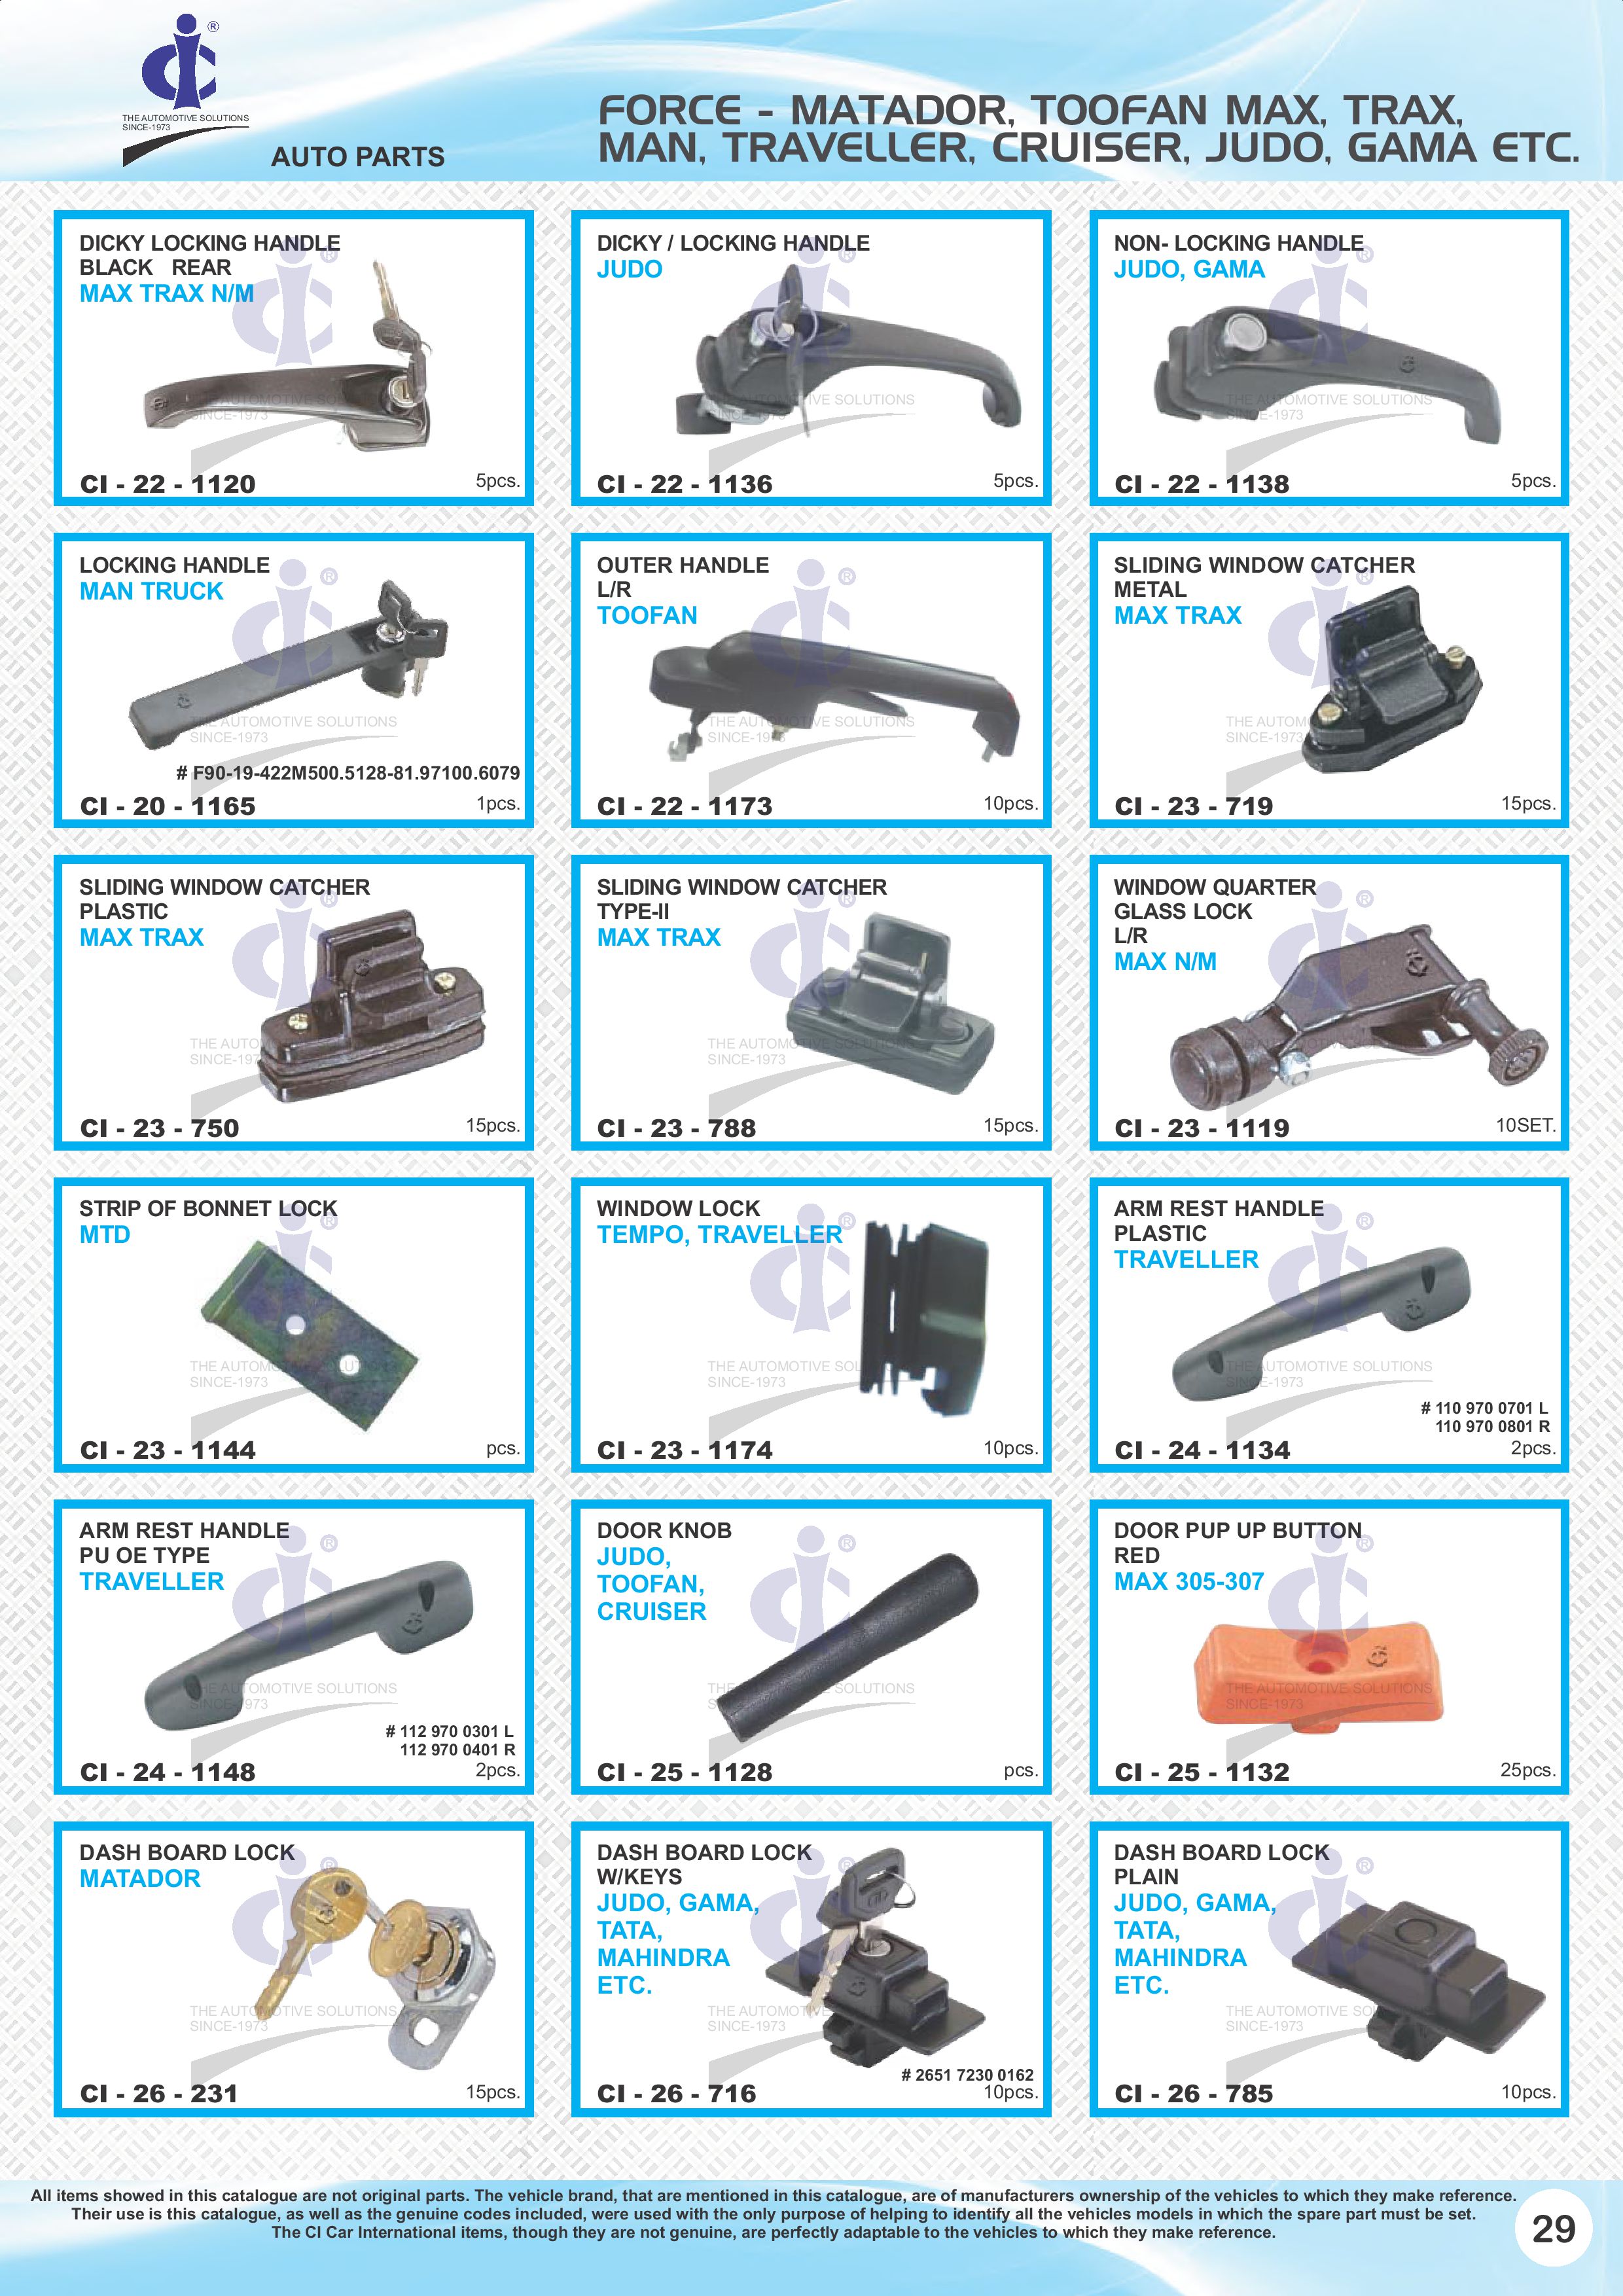 ®
THE AUTOMOTIVE SOLUTIONS
SINCE-1973
AUTO PARTS
FORCE - MATADOR, TOOFAN MAX, TRAX,
MAN, TRAVELLER, CRUISER, JUDO, GAMA ETC.
DICKY LOCKING HANDLE
BLACK REAR
MAX TRAX N/M
CI - 22 - 1120
5pcs.
DICKY / LOCKING HANDLE
JUDO
CI - 22 - 1136
5pcs.
NON- LOCKING HANDLE
JUDO, GAMA
CI - 22 - 1138
5pcs.
LOCKING HANDLE
MAN TRUCK
# F90-19-422M500.5128-81.97100.6079
CI - 20 - 1165
1pcs.
OUTER HANDLE
L/R
TOOFAN
CI - 22 - 1173
10pcs.
SLIDING WINDOW CATCHER
METAL
MAX TRAX
CI - 23 - 719
15pcs.
SLIDING WINDOW CATCHER
PLASTIC
MAX TRAX
CI - 23 - 750
15pcs.
SLIDING WINDOW CATCHER
TYPE-II
MAX TRAX
CI - 23 - 788
15pcs.
WINDOW QUARTER
GLASS LOCK
L/R
MAX N/M
CI - 23 - 1119
10SET.
STRIP OF BONNET LOCK
MTD
CI - 23 - 1144
pcs.
WINDOW LOCK
TEMPO, TRAVELLER
CI - 23 - 1174
10pcs.
ARM REST HANDLE
PLASTIC
TRAVELLER
# 110 970 0701 L
110 970 0801 R
CI - 24 - 1134
2pcs.
ARM REST HANDLE
PU OE TYPE
TRAVELLER
# 112 970 0301 L
112 970 0401 R
CI - 24 - 1148
2pcs.
DOOR KNOB
JUDO,
TOOFAN,
CRUISER
CI - 25 - 1128
pcs.
DOOR PUP UP BUTTON
RED
MAX 305-307
CI - 25 - 1132
25pcs.
DASH BOARD LOCK
MATADOR
CI - 26 - 231
15pcs.
DASH BOARD LOCK
W/KEYS
JUDO, GAMA,
TATA,
MAHINDRA
ETC.
# 2651 7230 0162
CI - 26 - 716
10pcs.
DASH BOARD LOCK
PLAIN
JUDO, GAMA,
TATA,
MAHINDRA
ETC.
CI - 26 - 785
10pcs.
All items showed in this catalogue are not original parts. The vehicle brand, that are mentioned in this catalogue, are of manufacturers ownership of the vehicles to which they make reference.
Their use is this catalogue, as well as the genuine codes included, were used with the only purpose of helping to identify all the vehicles models in which the spare part must be set.
The CI Car International items, though they are not genuine, are perfectly adaptable to the vehicles to which they make reference.
29